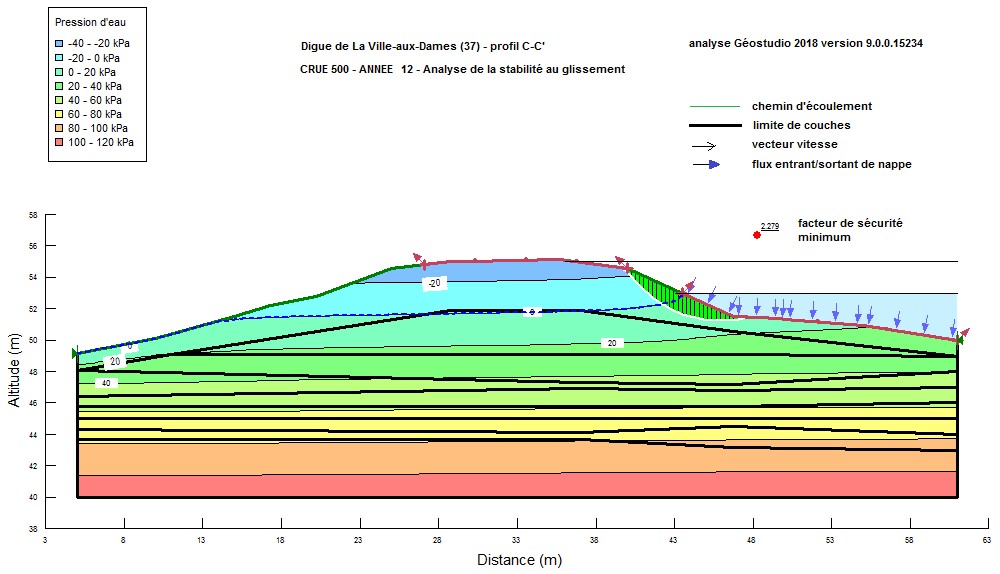 Pression d'eau
-40 - -20 kPa
-20 - 0 kPa
0 - 20 kPa
20 - 40 kPa
40 - 60 kPa
60 - 80 kPa
80 - 100 kPa
100 - 120 kPa
Digue de La Ville-aux-Dames (37) - profil C-C'
CRUE 500 - ANNEE 12 - Analyse de la stabilité au glissement
analyse Géostudio 2018 version 9.0.0.15234
chemin d'écoulement
limite de couches
vecteur vitesse
flux entrant/sortant de nappe
2.279
facteur de sécurité
minimum
58
56
54
52
50
48
46
44
42
40
38
Altitude (m)
-20
0
0
20
20
40
3
8
13
18
23
28
33
38
43
48
53
58
63
Distance (m)